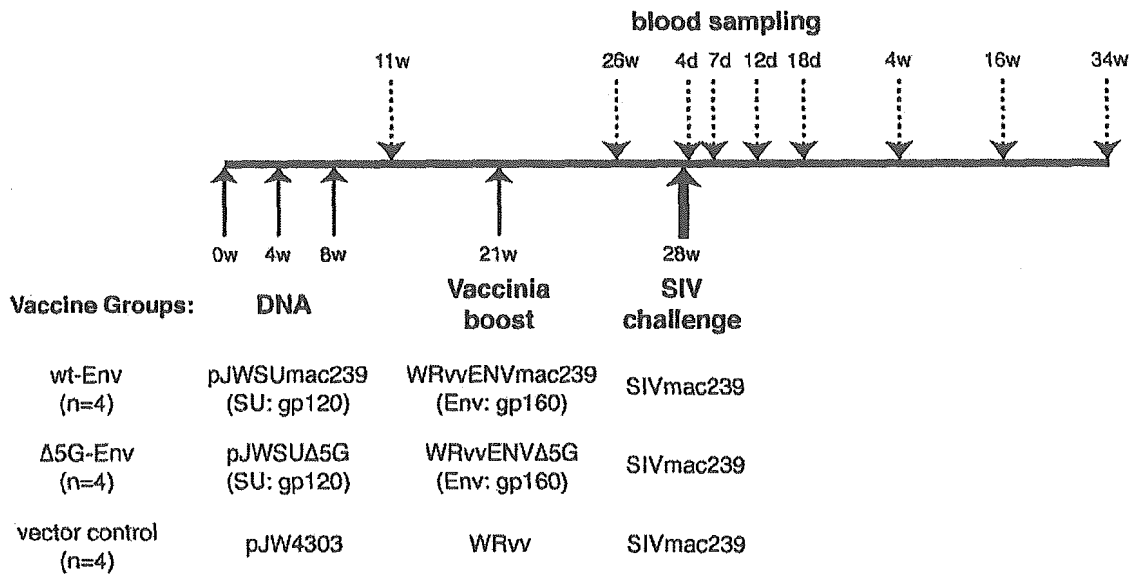 blood sampling
11w 26w 4d 7d 12d 18d 4w 16w 34w
0w 4w 8w 21w 28w
Vaccine Groups: DNA Vaccinia boost SIV challenge
wt-Env (n=4) pJWSUmac239 (SU: gp120) WRvvENVmac239 (Env: gp160) SIVmac239
Δ5G-Env (n=4) pJWSUΔ5G (SU: gp120) WRvvENVΔ5G (Env: gp160) SIVmac239
vector control (n=4) pJW4303 WRvv SIVmac239